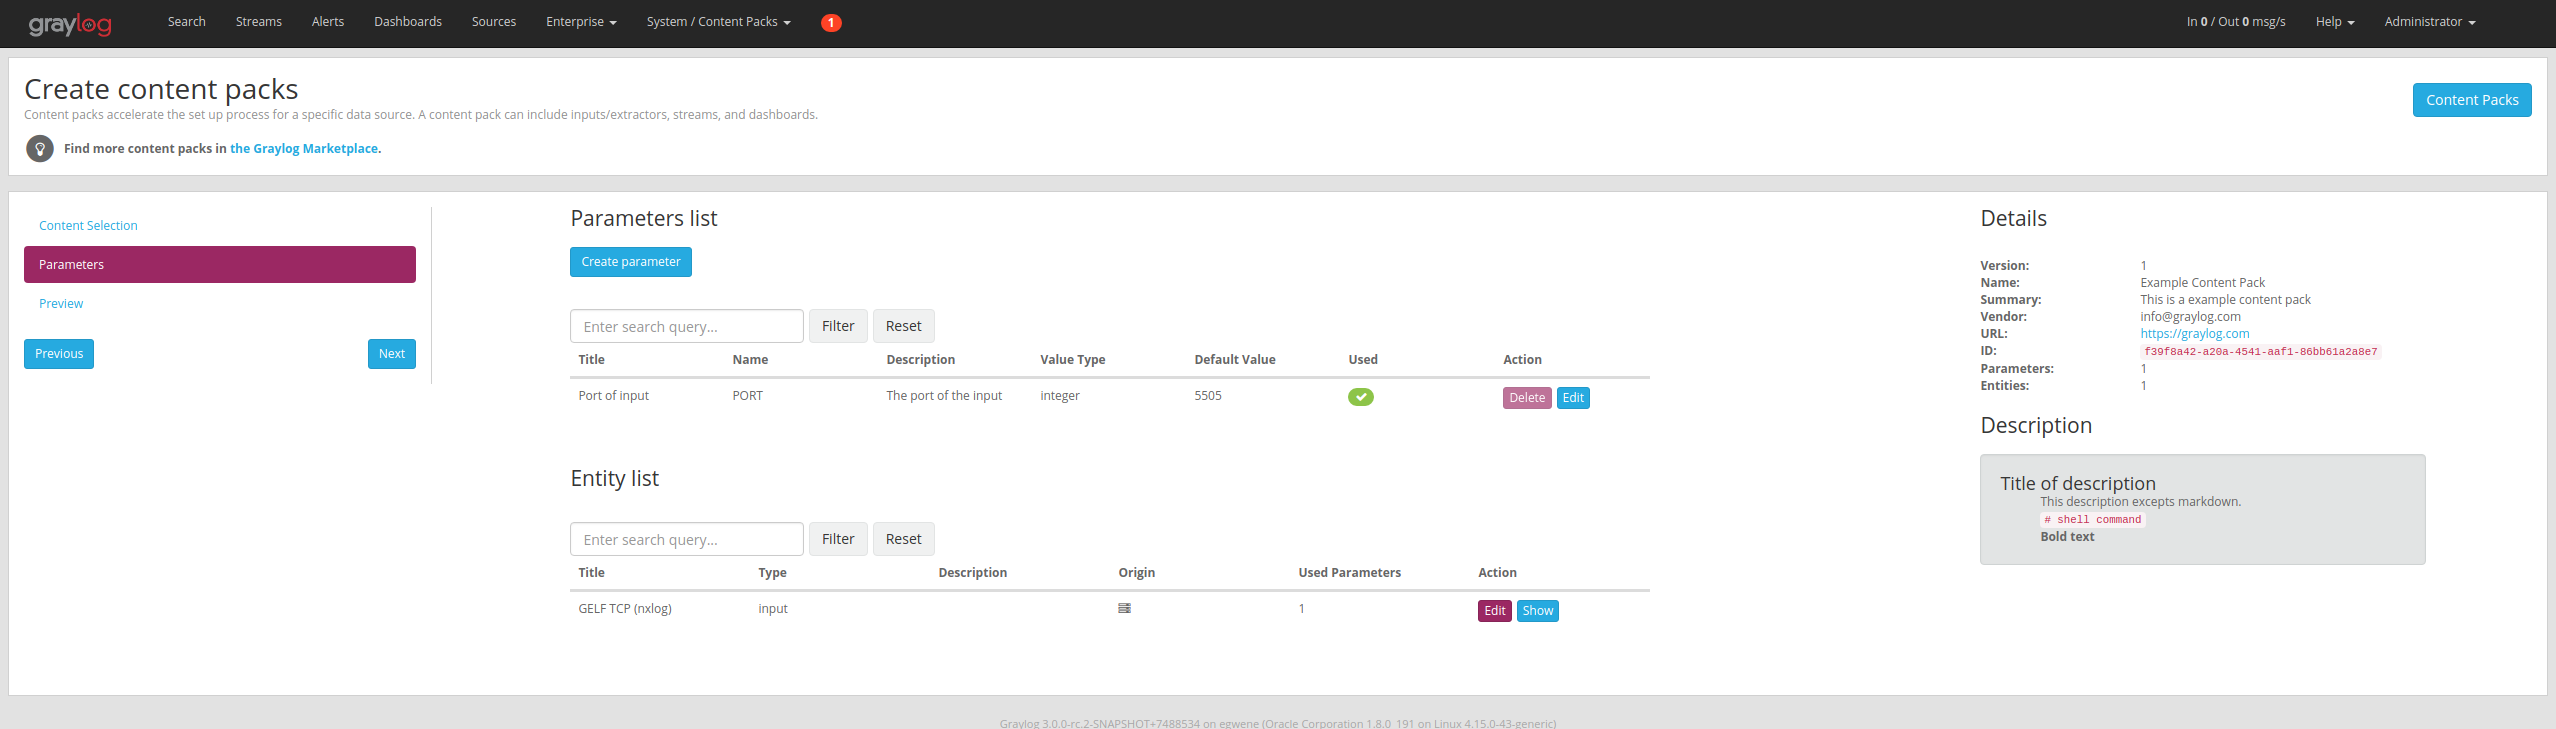 graylog Search Streams Alerts Dashboards Sources Enterprise System / Content Packs 1 In 0 / Out 0 msg/s Help Administrator
Create content packs
Content packs accelerate the set up process for a specific data source. A content pack can include inputs/extractors, streams, and dashboards.
Content Packs
Find more content packs in the Graylog Marketplace.
Content Selection
Parameters
Preview
Previous Next
Parameters list
Create parameter
Enter search query... Filter Reset
Title Name Description Value Type Default Value Used Action
Port of input PORT The port of the input integer 5505 Delete Edit
Entity list
Enter search query... Filter Reset
Title Type Description Origin Used Parameters Action
GELF TCP (nxlog) input 1 Edit Show
Details
Version: 1
Name: Example Content Pack
Summary: This is a example content pack
Vendor: info@graylog.com
URL: https://graylog.com
ID: f39f8a42-a20a-4541-aaf1-86bb61a2a8e7
Parameters: 1
Entities: 1
Description
Title of description
This description excepts markdown.
# shell command
Bold text
Graylog 3.0.0-rc.2-SNAPSHOT+7488534 on egwene (Oracle Corporation 1.8.0_191 on Linux 4.15.0-43-generic)